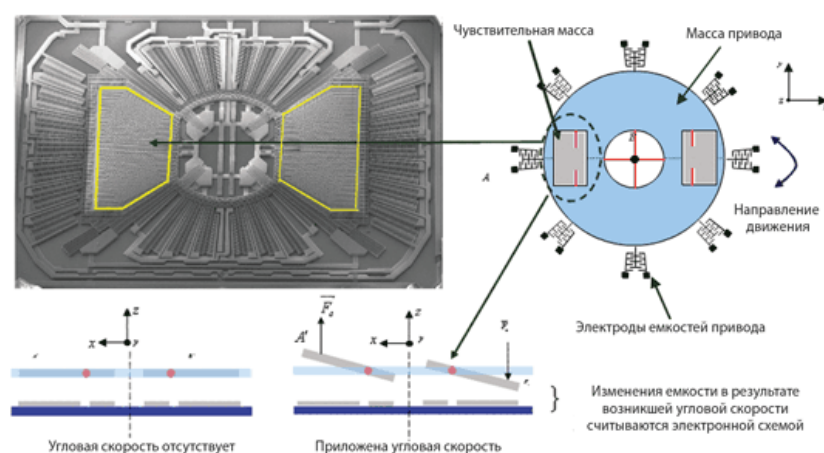 Чувствительная масса
Масса привода
y
z
A
Направление
движения
Электроды емкостей привода
z
x
y
Угловая скорость отсутствует
A'
z
x
y
Приложена угловая скорость
Изменения емкости в результате
возникшей угловой скорости
считываются электронной схемой